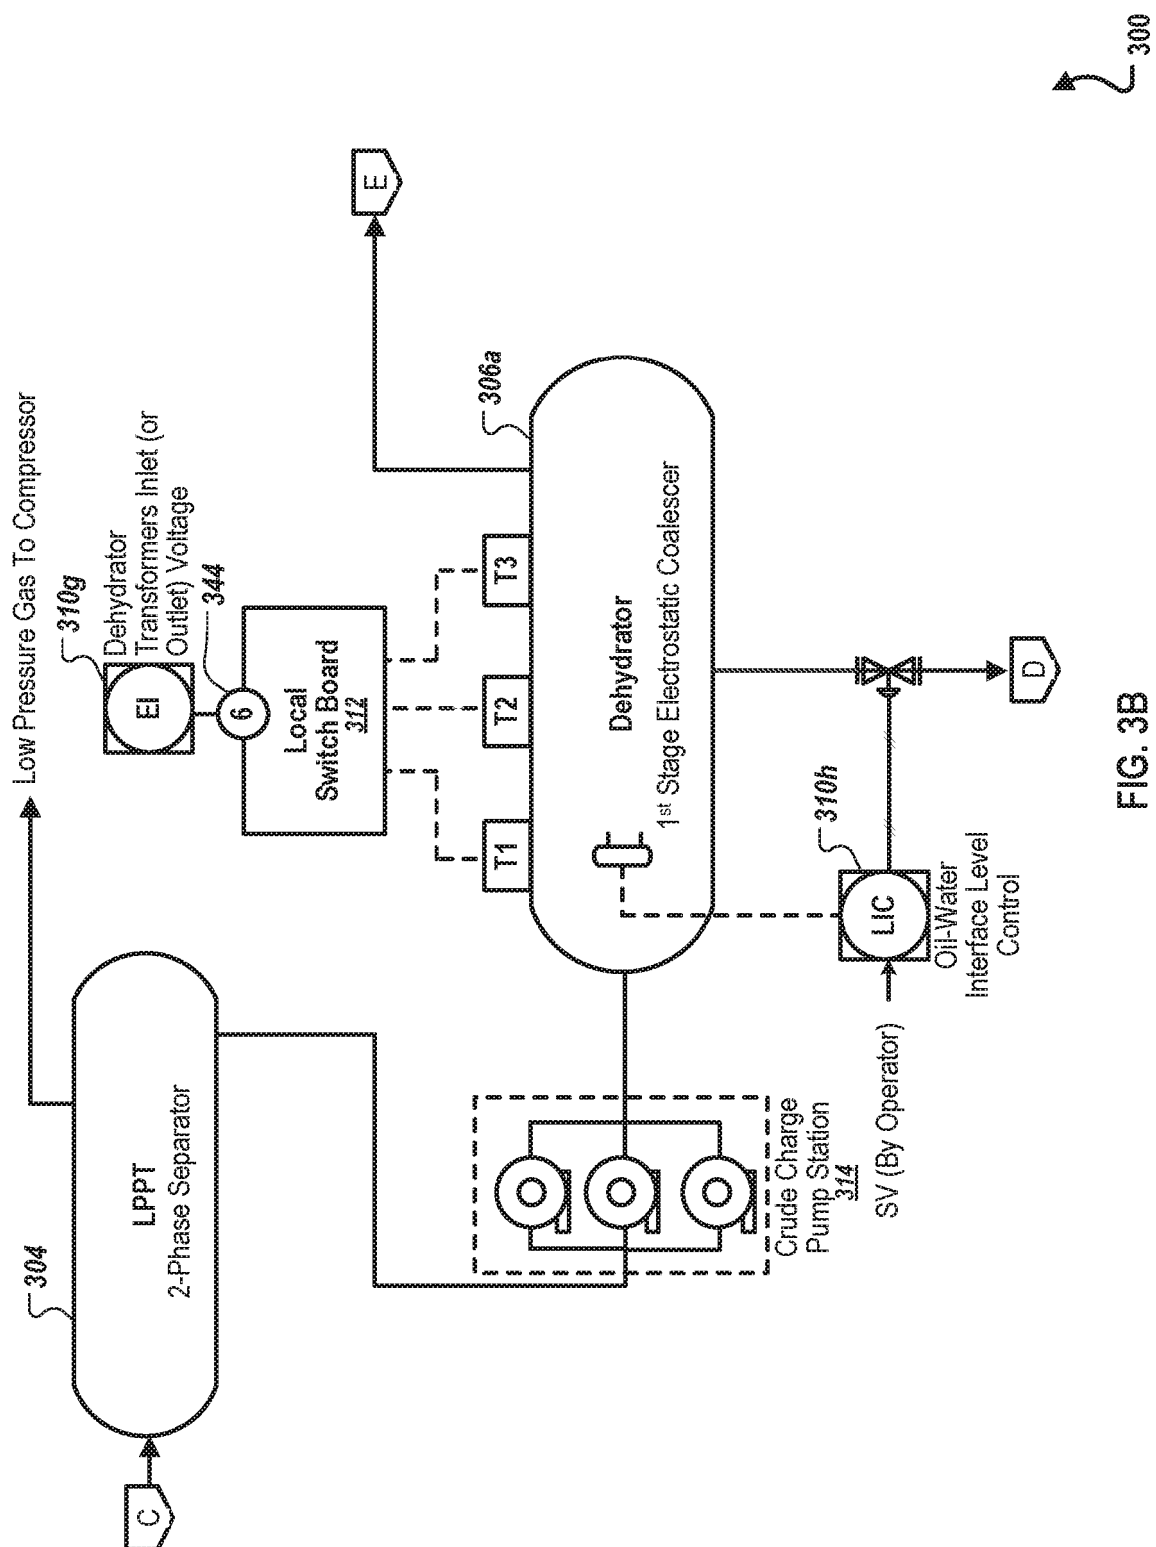 300
Low Pressure Gas To Compressor
310g
EI
Dehydrator
Transformers Inlet (or
Outlet) Voltage
344
6
Local
Switch Board
312
E
304
LPPT
2-Phase Separator
C
T1
T2
T3
306a
Dehydrator
1st Stage Electrostatic Coalescer
Crude Charge
Pump Station
314
SV (By Operator)
LIC
310h
Oil-Water
Interface Level
Control
D
FIG. 3B